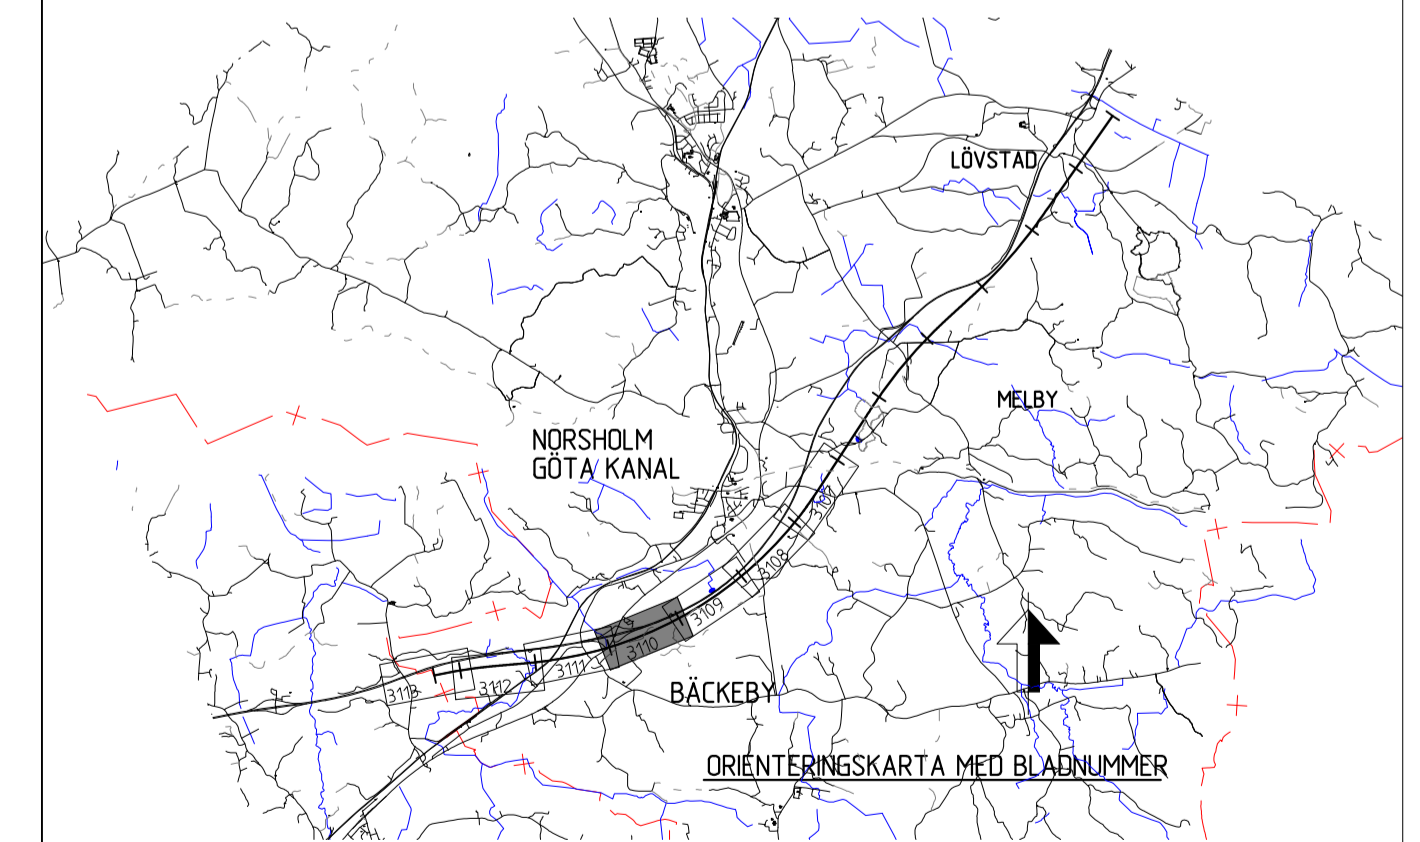 LÖVSTAD
MELBY
NORSHOLM
GÖTA KANAL
3107
3108
3109
3110
3111
3112
3113
BÄCKEBY
ORIENTERINGSKARTA MED BLADNUMMER